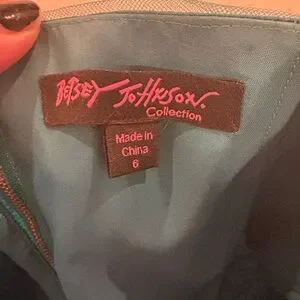 BETSEY JOHNSON.
Collection
Made in
China
6